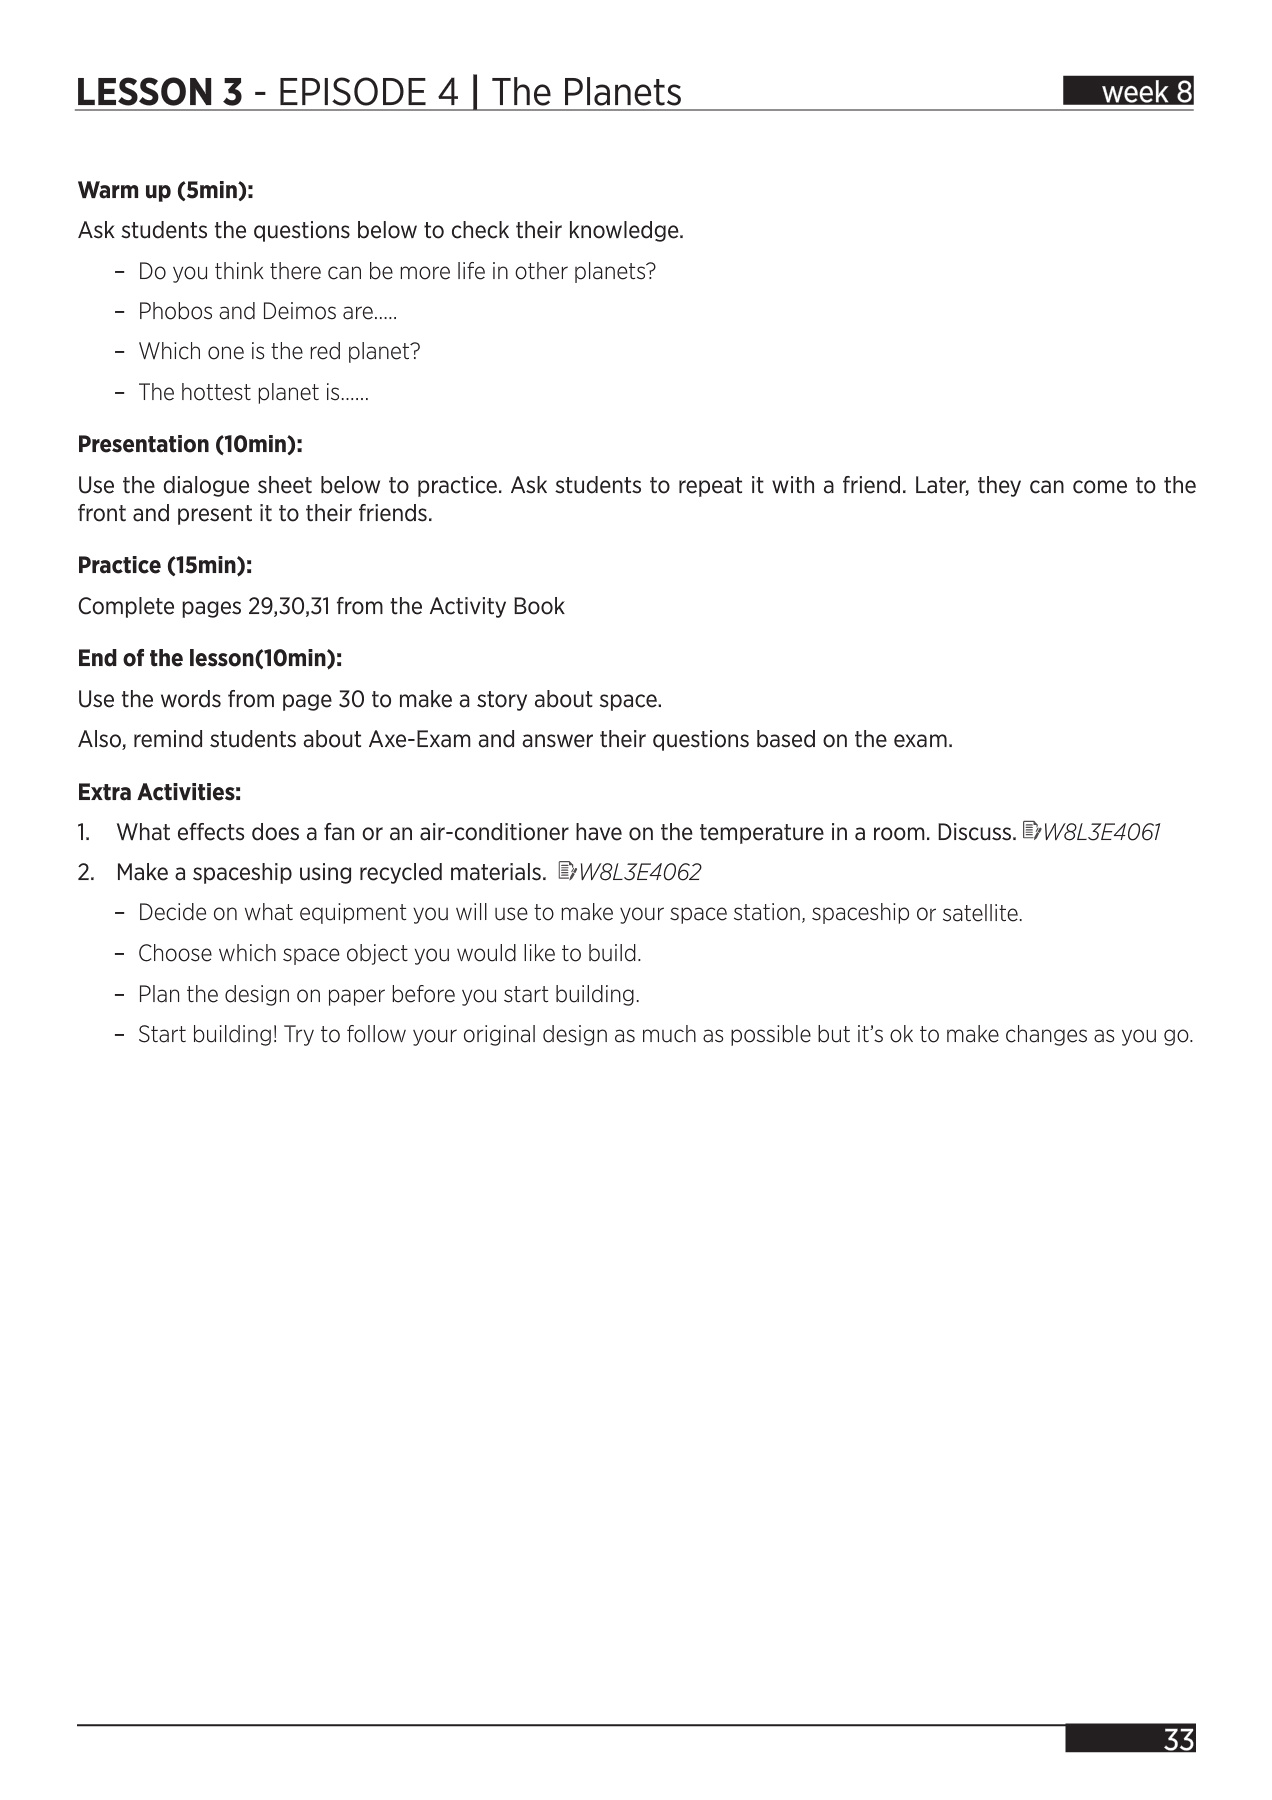 LESSON 3 - EPISODE 4 | The Planets
week 8
Warm up (5min):
Ask students the questions below to check their knowledge.
– Do you think there can be more life in other planets?
– Phobos and Deimos are.....
– Which one is the red planet?
– The hottest planet is......
Presentation (10min):
Use the dialogue sheet below to practice. Ask students to repeat it with a friend. Later, they can come to the
front and present it to their friends.
Practice (15min):
Complete pages 29,30,31 from the Activity Book
End of the lesson(10min):
Use the words from page 30 to make a story about space.
Also, remind students about Axe-Exam and answer their questions based on the exam.
Extra Activities:
1. What effects does a fan or an air-conditioner have on the temperature in a room. Discuss. W8L3E4061
2. Make a spaceship using recycled materials. W8L3E4062
– Decide on what equipment you will use to make your space station, spaceship or satellite.
– Choose which space object you would like to build.
– Plan the design on paper before you start building.
– Start building! Try to follow your original design as much as possible but it’s ok to make changes as you go.
33